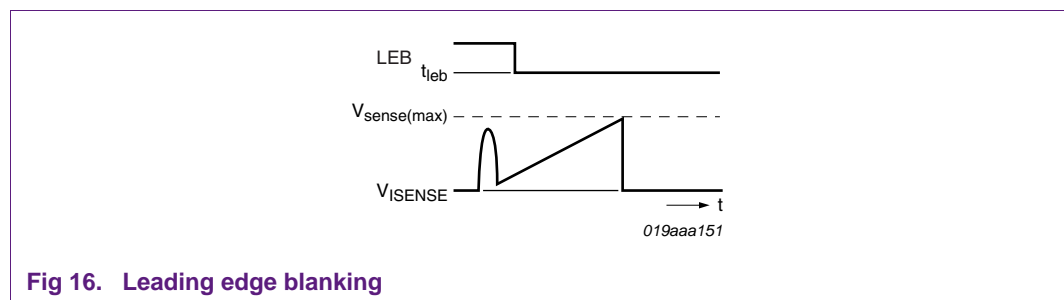 LEB
tleb
Vsense(max)
VISENSE
t
019aaa151
Fig 16. Leading edge blanking